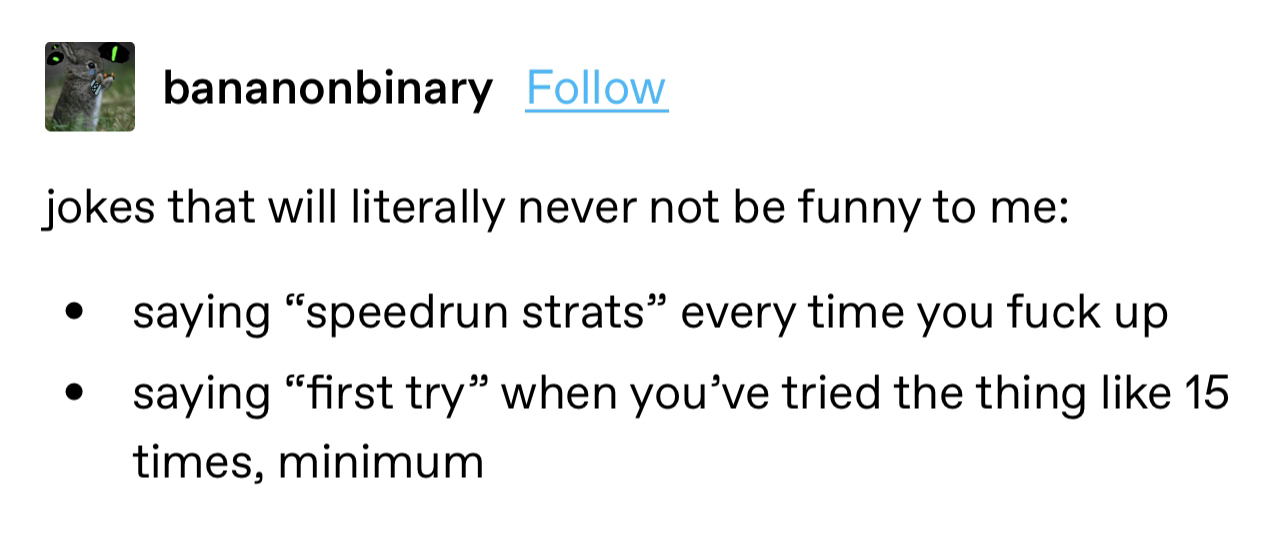 bananonbinary Follow
jokes that will literally never not be funny to me:
• saying “speedrun strats” every time you fuck up
• saying “first try” when you’ve tried the thing like 15
times, minimum